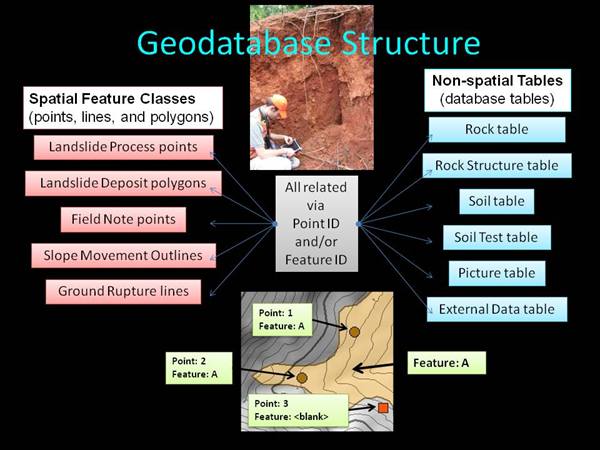 Geodatabase Structure
Spatial Feature Classes
(points, lines, and polygons)
Landslide Process points
Landslide Deposit polygons
Field Note points
Slope Movement Outlines
Ground Rupture lines
All related
via
Point ID
and/or
Feature ID
Non-spatial Tables
(database tables)
Rock table
Rock Structure table
Soil table
Soil Test table
Picture table
External Data table
Point: 1
Feature: A
Point: 2
Feature: A
Feature: A
Point: 3
Feature: <blank>